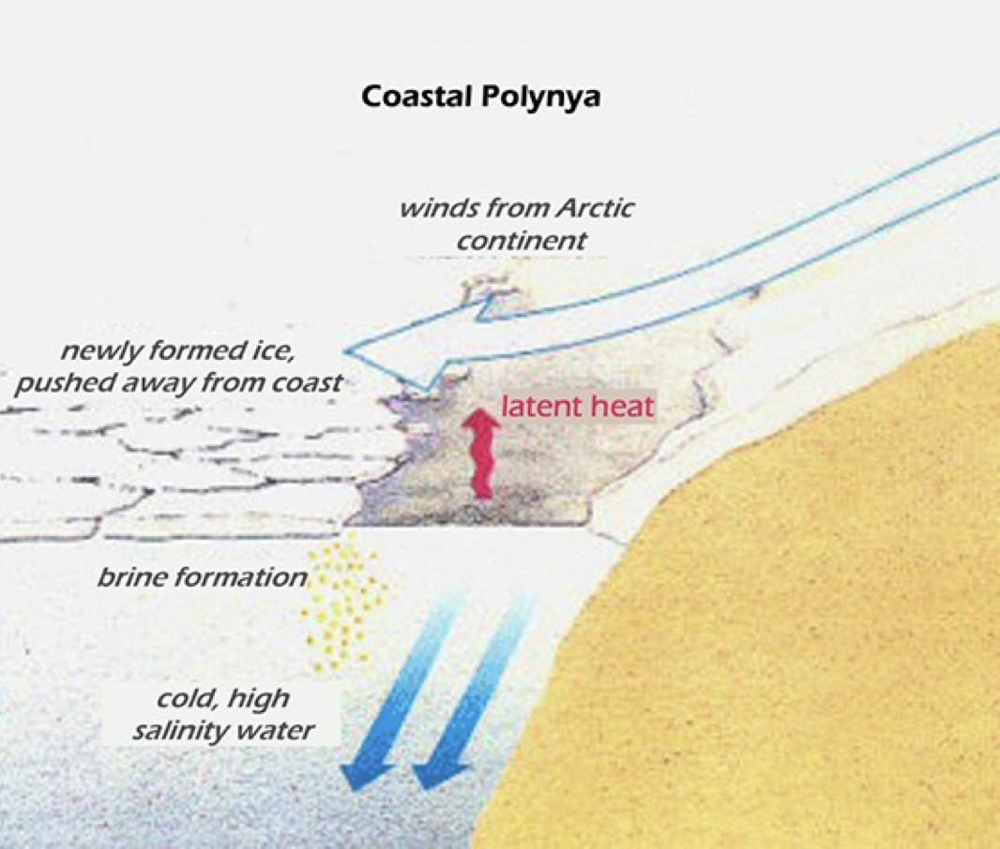 Coastal Polynya
winds from Arctic
continent
newly formed ice,
pushed away from coast
latent heat
brine formation
cold, high
salinity water